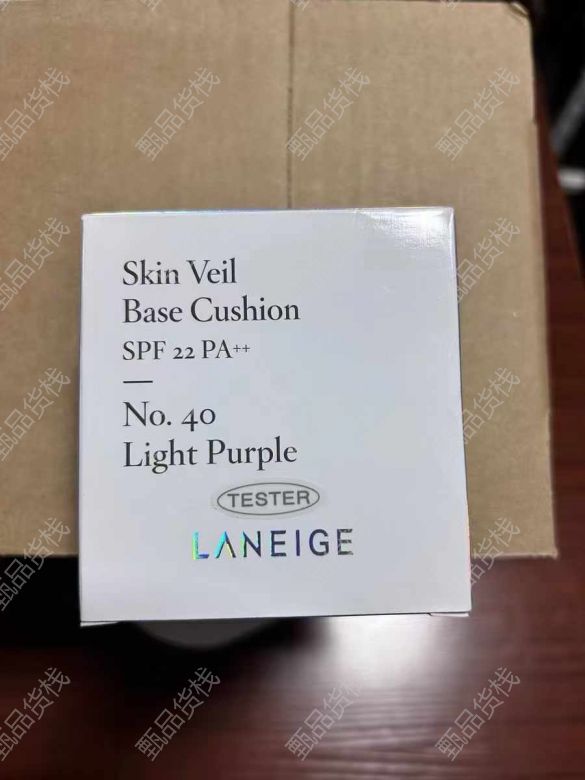 Skin Veil
Base Cushion
SPF 22 PA++
No. 40
Light Purple
TESTER
LANEIGE
甄品货栈